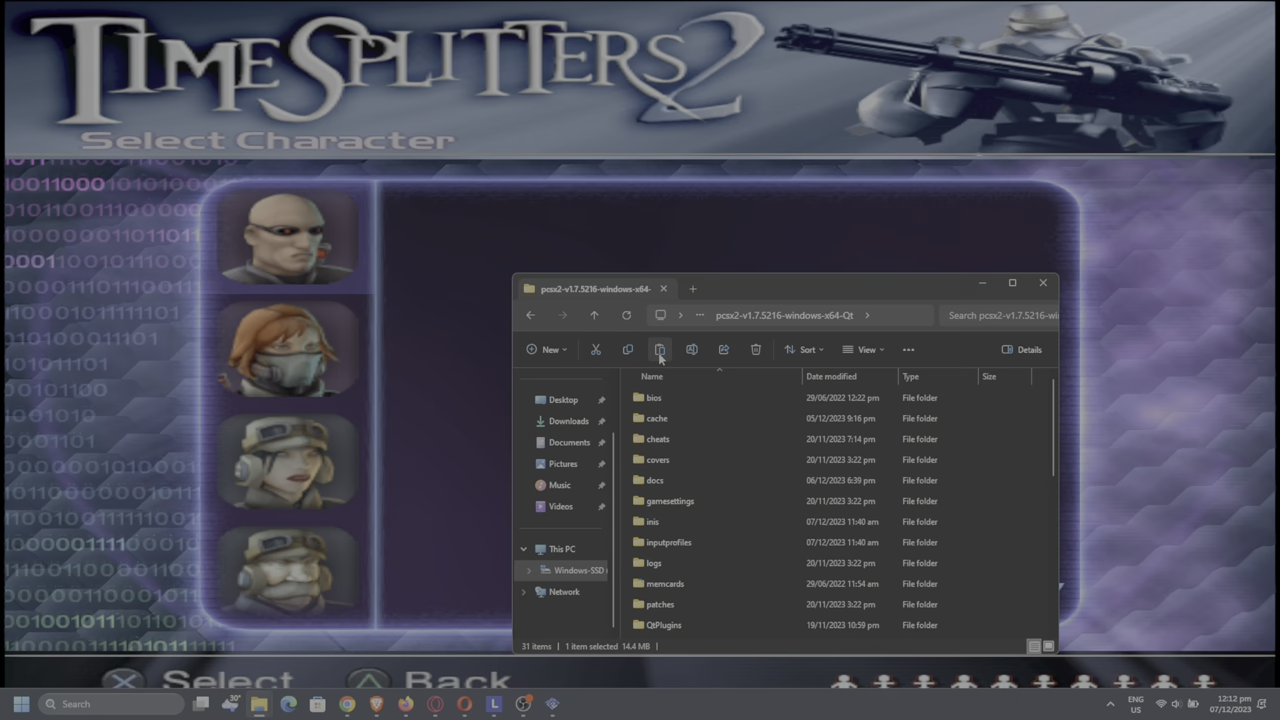 TIMESPLITTERS 2
Select Character
pcsx2-v1.7.5216-windows-x64-
pcsx2-v1.7.5216-windows-x64-Qt
Search pcsx2-v1.7.5216-wi
New
Sort
View
Details
Name Date modified Type Size
Desktop
Downloads
Documents
Pictures
Music
Videos
This PC
Windows-SSD
Network
bios 29/06/2022 12:22 pm File folder
cache 05/12/2023 9:16 pm File folder
cheats 20/11/2023 7:14 pm File folder
covers 20/11/2023 3:22 pm File folder
docs 06/12/2023 6:39 pm File folder
gamesettings 20/11/2023 3:22 pm File folder
inis 07/12/2023 11:40 am File folder
inputprofiles 07/12/2023 11:40 am File folder
logs 20/11/2023 3:22 pm File folder
memcards 29/06/2022 11:54 am File folder
patches 20/11/2023 3:22 pm File folder
QtPlugins 19/11/2023 10:59 pm File folder
31 items 1 item selected 14.4 MB
Select Back
Search
30°
ENG
US
12:12 pm
07/12/2023